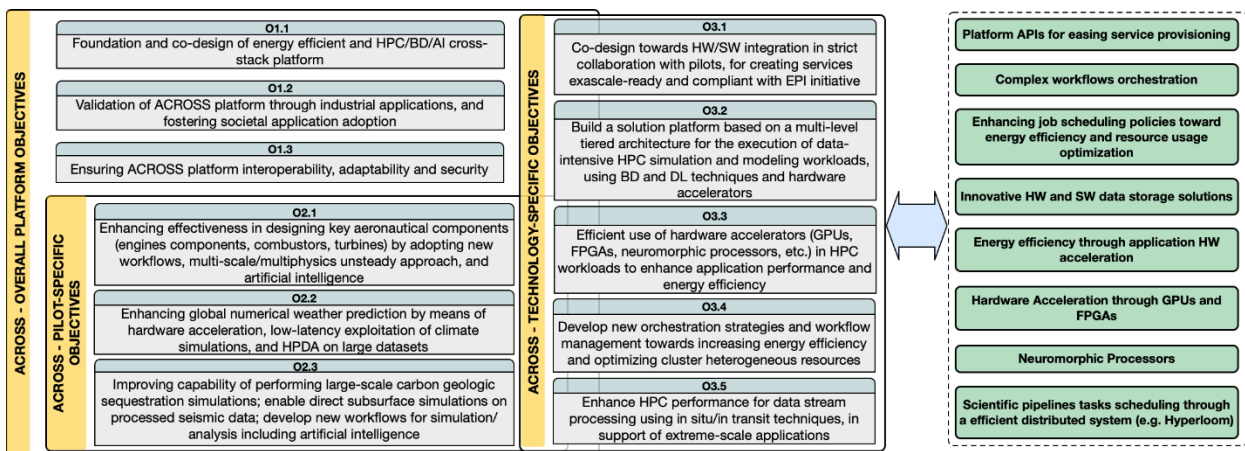 ACROSS - OVERALL PLATFORM OBJECTIVES
O1.1
Foundation and co-design of energy efficient and HPC/BD/AI cross-
stack platform
O1.2
Validation of ACROSS platform through industrial applications, and
fostering societal application adoption
O1.3
Ensuring ACROSS platform interoperability, adaptability and security
ACROSS - PILOT-SPECIFIC
OBJECTIVES
O2.1
Enhancing effectiveness in designing key aeronautical components
(engines components, combustors, turbines) by adopting new
workflows, multi-scale/multiphysics unsteady approach, and
artificial intelligence
O2.2
Enhancing global numerical weather prediction by means of
hardware acceleration, low-latency exploitation of climate
simulations, and HPDA on large datasets
O2.3
Improving capability of performing large-scale carbon geologic
sequestration simulations; enable direct subsurface simulations on
processed seismic data; develop new workflows for simulation/
analysis including artificial intelligence
ACROSS - TECHNOLOGY-SPECIFIC OBJECTIVES
O3.1
Co-design towards HW/SW integration in strict
collaboration with pilots, for creating services
exascale-ready and compliant with EPI initiative
O3.2
Build a solution platform based on a multi-level
tiered architecture for the execution of data-
intensive HPC simulation and modeling workloads,
using BD and DL techniques and hardware
accelerators
O3.3
Efficient use of hardware accelerators (GPUs,
FPGAs, neuromorphic processors, etc.) in HPC
workloads to enhance application performance and
energy efficiency
O3.4
Develop new orchestration strategies and workflow
management towards increasing energy efficiency
and optimizing cluster heterogeneous resources
O3.5
Enhance HPC performance for data stream
processing using in situ/in transit techniques, in
support of extreme-scale applications
Platform APIs for easing service provisioning
Complex workflows orchestration
Enhancing job scheduling policies toward
energy efficiency and resource usage
optimization
Innovative HW and SW data storage solutions
Energy efficiency through application HW
acceleration
Hardware Acceleration through GPUs and
FPGAs
Neuromorphic Processors
Scientific pipelines tasks scheduling through
a efficient distributed system (e.g. Hyperloom)